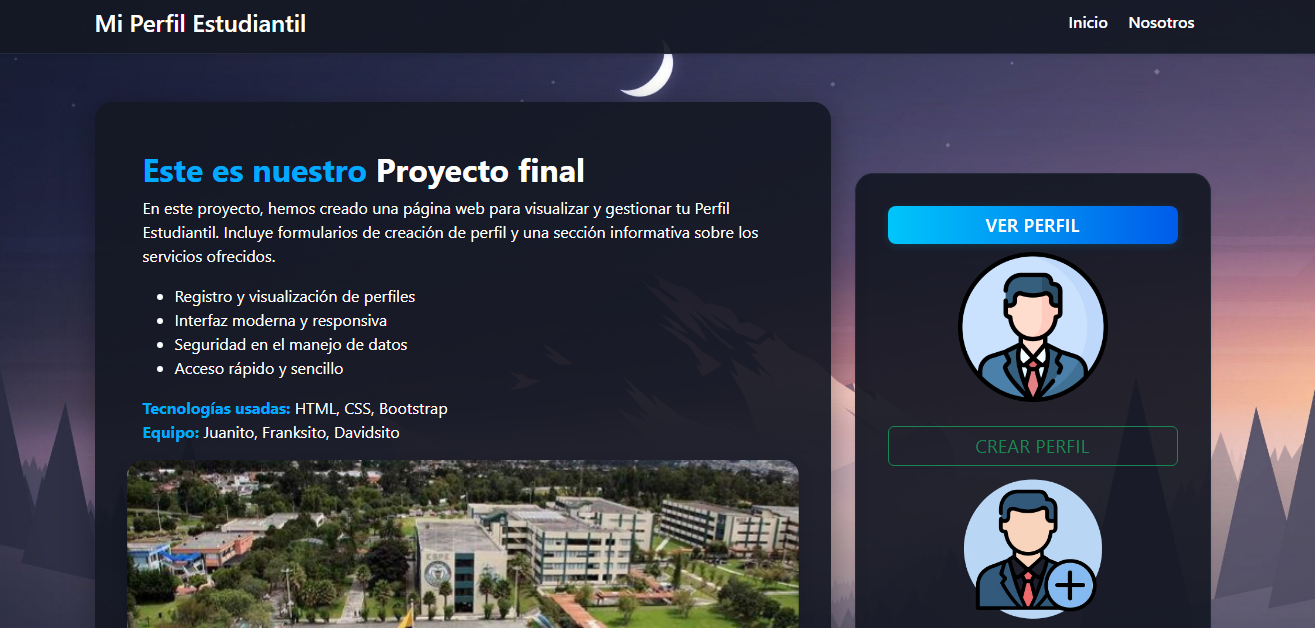 Mi Perfil Estudiantil
Inicio Nosotros
Este es nuestro Proyecto final
En este proyecto, hemos creado una página web para visualizar y gestionar tu Perfil
Estudiantil. Incluye formularios de creación de perfil y una sección informativa sobre los
servicios ofrecidos.
Registro y visualización de perfiles
Interfaz moderna y responsiva
Seguridad en el manejo de datos
Acceso rápido y sencillo
Tecnologías usadas: HTML, CSS, Bootstrap
Equipo: Juanito, Franksito, Davidsito
ESPE
VER PERFIL
CREAR PERFIL